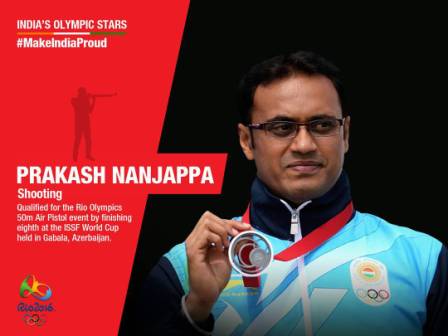 INDIA'S OLYMPIC STARS
#MakeIndiaProud
PRAKASH NANJAPPA
Shooting
Qualified for the Rio Olympics
50m Air Pistol event by finishing
eighth at the ISSF World Cup
held in Gabala, Azerbaijan.
Rio2016